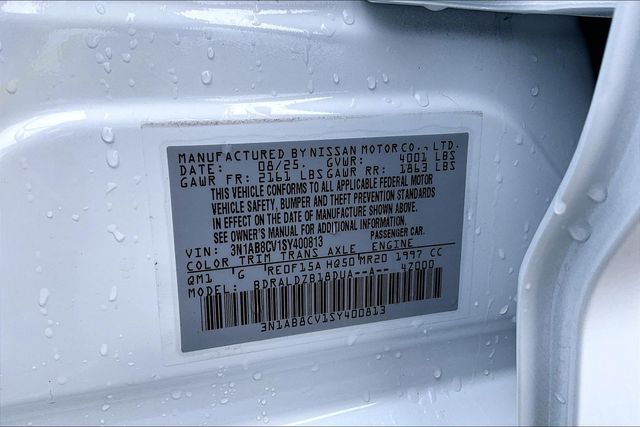 MANUFACTURED BY NISSAN MOTOR CO., LTD.
DATE: 08/25 GVWR: 4001 LBS
GAWR FR: 2161 LBS GAWR RR: 1863 LBS
THIS VEHICLE CONFORMS TO ALL APPLICABLE FEDERAL MOTOR
VEHICLE SAFETY, BUMPER AND THEFT PREVENTION STANDARDS
IN EFFECT ON THE DATE OF MANUFACTURE SHOWN ABOVE.
SEE OWNER'S MANUAL FOR ADDITIONAL INFORMATION.
VIN: 3N1AB8CV1SY400813 PASSENGER CAR.
COLOR TRIM TRANS AXLE ENGINE
QM1 G RE0F15A HQ50 MR20 1997 CC
MODEL: BDRALDZB18DUA--A-- 4Z000
3N1AB8CV1SY400813